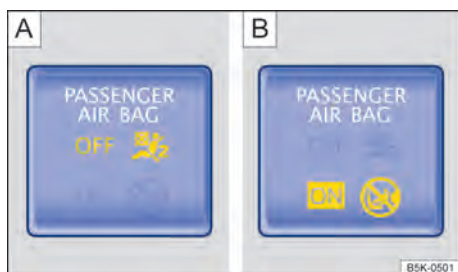 A
PASSENGER
AIR BAG
OFF
B
PASSENGER
AIR BAG
ON
B5K-0501